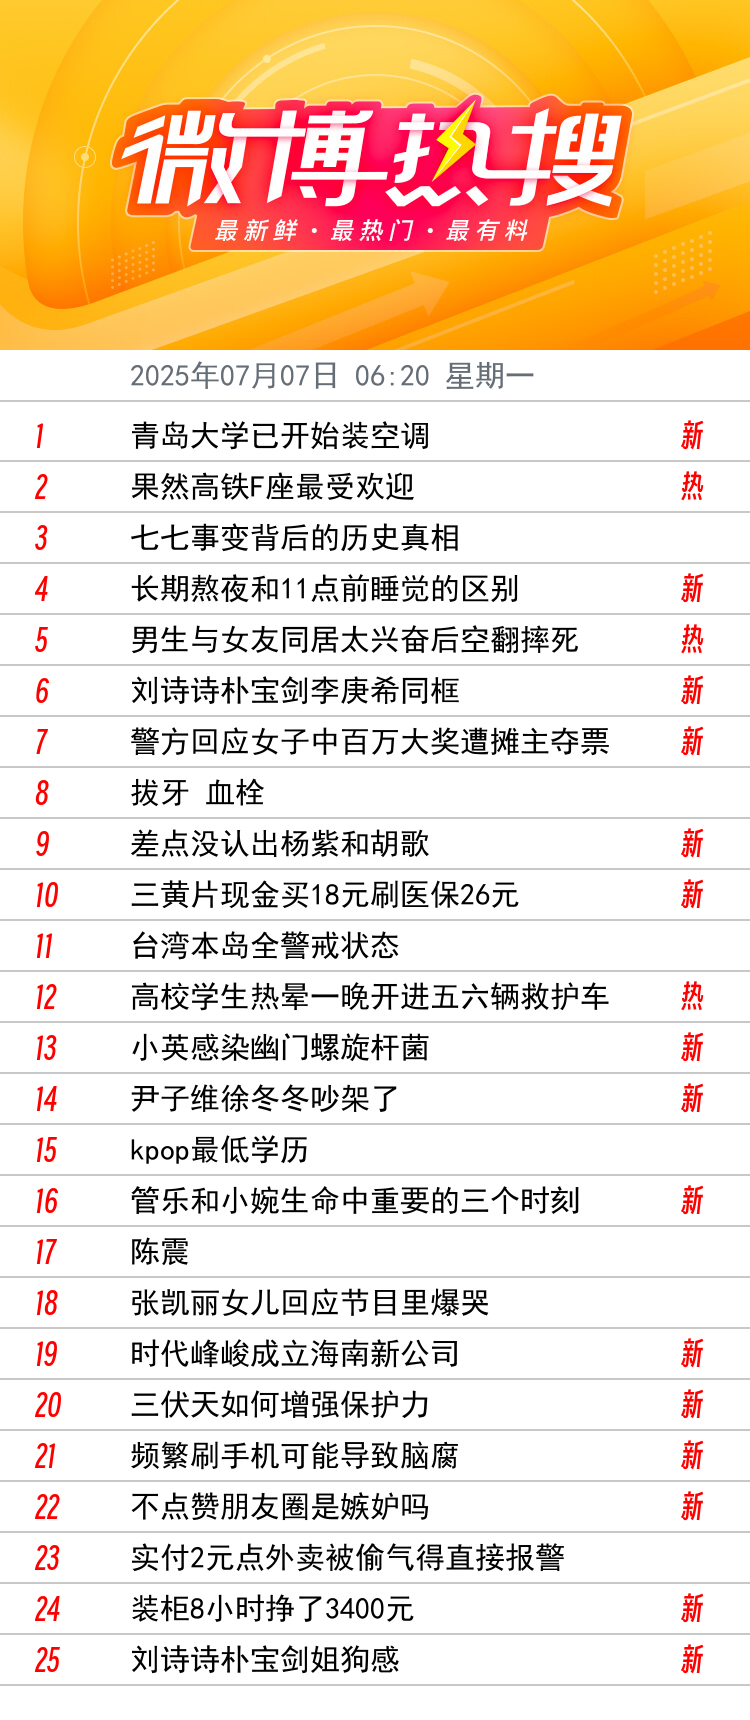 微博热搜
最新鲜·最热门·最有料
2025年07月07日 06:20 星期一
1 青岛大学已开始装空调 新
2 果然高铁F座最受欢迎 热
3 七七事变背后的历史真相
4 长期熬夜和11点前睡觉的区别 新
5 男生与女友同居太兴奋后空翻摔死 热
6 刘诗诗朴宝剑李庚希同框 新
7 警方回应女子中百万大奖遭摊主夺票 新
8 拔牙 血栓
9 差点没认出杨紫和胡歌 新
10 三黄片现金买18元刷医保26元 新
11 台湾本岛全警戒状态
12 高校学生热晕一晚开进五六辆救护车 热
13 小英感染幽门螺旋杆菌 新
14 尹子维徐冬冬吵架了 新
15 kpop最低学历
16 管乐和小婉生命中重要的三个时刻 新
17 陈震
18 张凯丽女儿回应节目里爆哭
19 时代峰峻成立海南新公司 新
20 三伏天如何增强保护力 新
21 频繁刷手机可能导致脑腐 新
22 不点赞朋友圈是嫉妒吗 新
23 实付2元点外卖被偷气得直接报警
24 装柜8小时挣了3400元 新
25 刘诗诗朴宝剑姐狗感 新